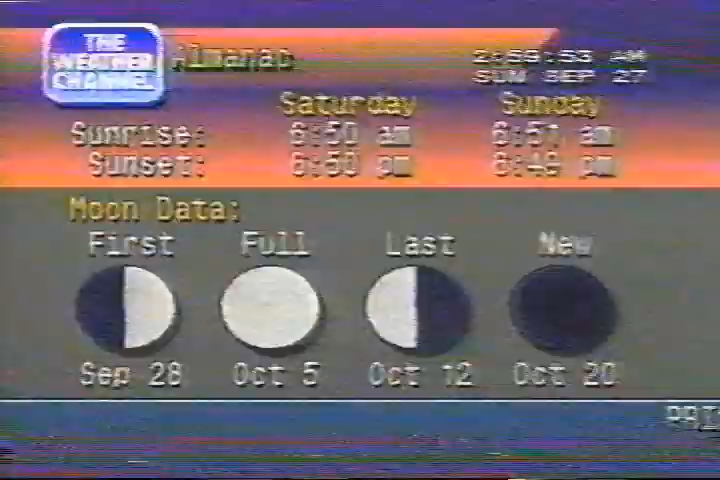 THE
WEATHER
CHANNEL
Almanac
2:59:53 AM
SUN SEP 27
Saturday Sunday
Sunrise: 6:50 am 6:51 am
Sunset: 6:50 pm 6:49 pm
Moon Data:
First Full Last New
Sep 28 Oct 5 Oct 12 Oct 20